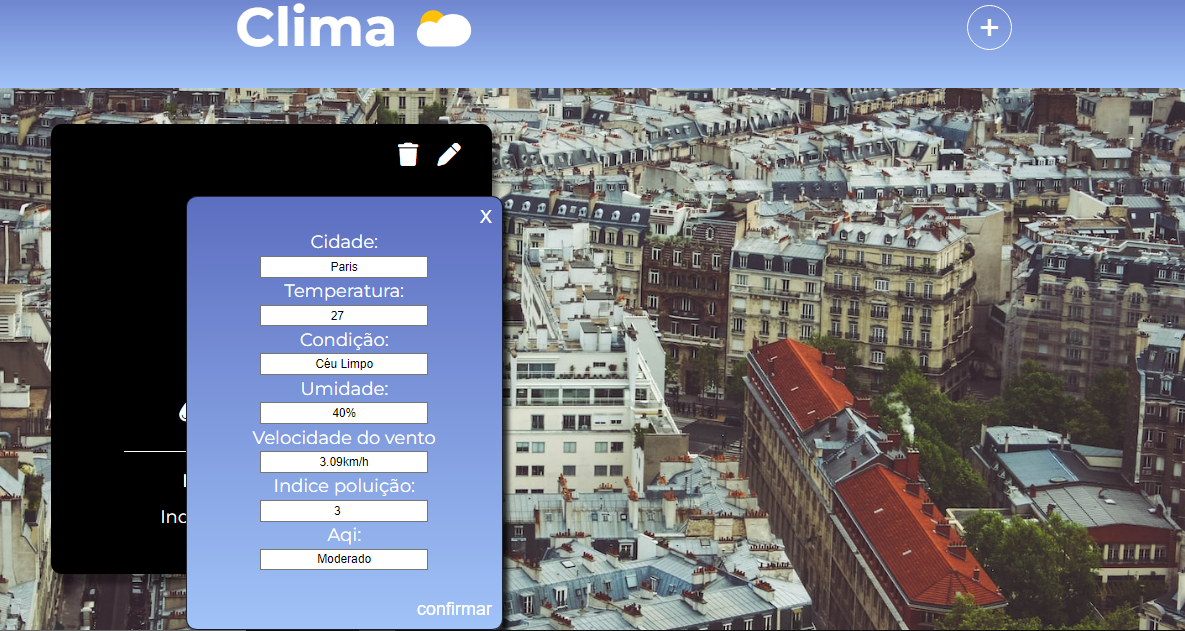 Clima
+
X
Cidade:
Paris
Temperatura:
27
Condição:
Céu Limpo
Umidade:
40%
Velocidade do vento
3.09km/h
Indice poluição:
3
Aqi:
Moderado
confirmar